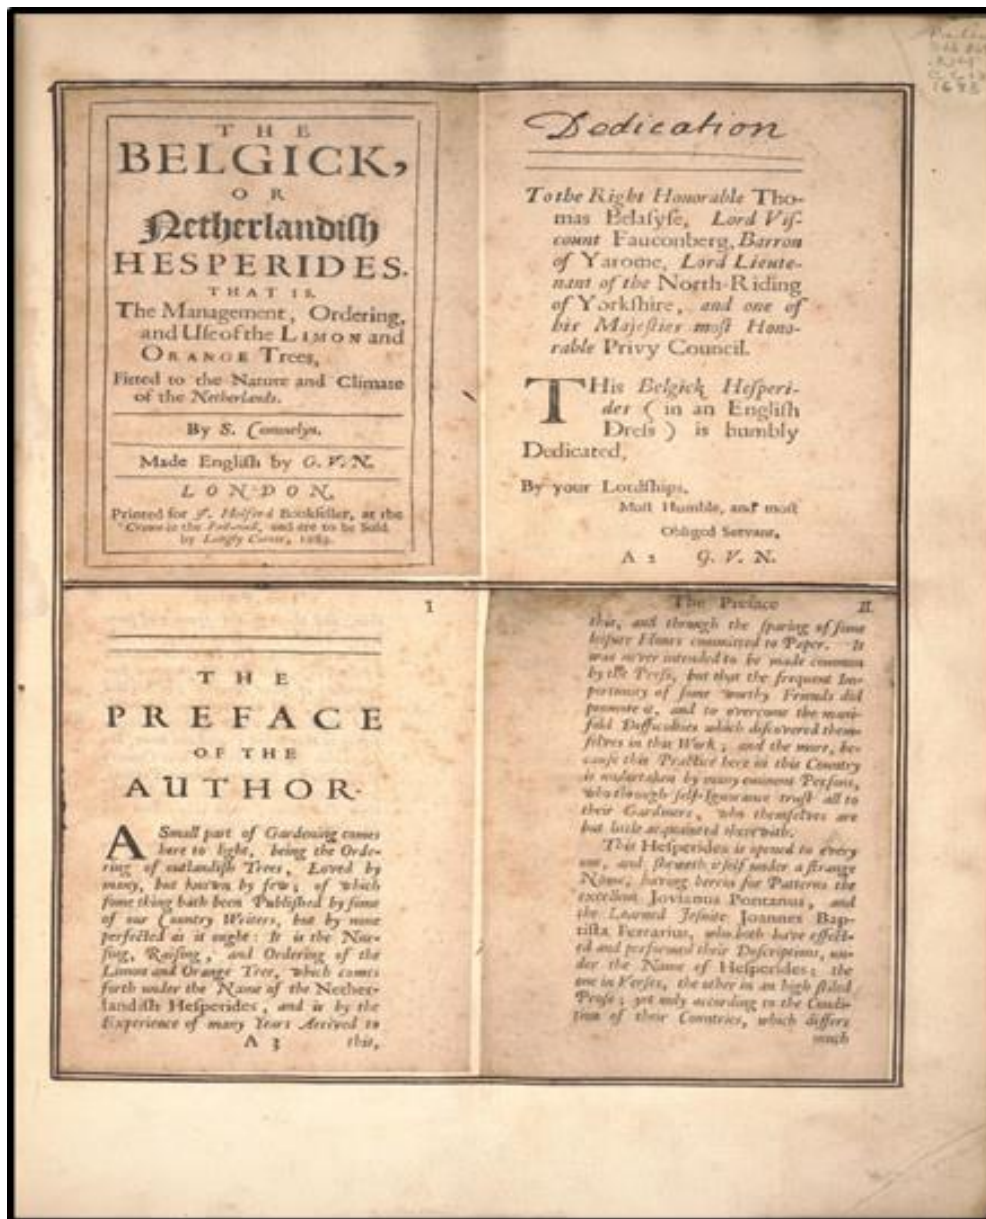 THE
BELGICK,
OR
Netherlandiſh
HESPERIDES.
THAT IS.
The Management, Ordering,
and Uſe of the LIMON and
ORANGE Trees,
Fitted to the Nature and Climate
of the Netherlands.
By S. Commelyn.
Made Engliſh by G. V. N.
LONDON,
Printed for J. Holford Bookſeller, at the
Crown in the Pall-mall, and are to be Sold
by Langly Curtis, 1683.
Dedication
To the Right Honorable Tho-
mas Belaſyſe, Lord Viſ-
count Fauconberg, Barron
of Yarome, Lord Lieute-
nant of the North-Riding
of Yorkſhire, and one of
his Majeſties moſt Hono-
rable Privy Council.
THis Belgick Heſperi-
des (in an Engliſh
Dreſs) is humbly
Dedicated,
By your Lordſhips,
Moſt Humble, and moſt
Obliged Servant,
A 2 G. V. N.
I
THE
PREFACE
OF THE
AUTHOR.
A Small part of Gardening comes
here to light, being the Orde-
ring of outlandiſh Trees, Loved by
many, but known by few; of which
ſome thing hath been Publiſhed by ſome
of our Country Writers, but by none
perfected as it ought: It is the Nur-
ſing, Raiſing, and Ordering of the
Limon and Orange Tree, which comes
forth under the Name of the Nether-
landiſh Heſperides, and is by the
Experience of many Years Arrived to
A 3 this,
The Preface II
this, and through the ſparing of ſome
leiſure Hours committed to Paper. It
was never intended to be made common
by the Preſs, but that the frequent Im-
portunity of ſome worthy Friends did
promote it, and to overcome the mani-
fold Difficulties which diſcovered them-
ſelves in this Work; and the more, be-
cauſe this Practice here in this Country
is undertaken by many eminent Perſons,
who through ſelf-Ignorance truſt all to
their Gardners, who themſelves are
but little acquainted therewith.
This Heſperides is opened to every
one, and ſheweth it ſelf under a ſtrange
Name, having herein for Patterns the
excellent Jovianus Pontanus, and
the Learned Jeſuite Joannes Bap-
tiſta Ferrarius, who both have effect-
ed and performed their Deſcriptions, un-
der the Name of Heſperides; the
one in Verſes, the other in an high ſtiled
Proſe; yet only according to the Condi-
tion of their Countries, which differs
much
1683